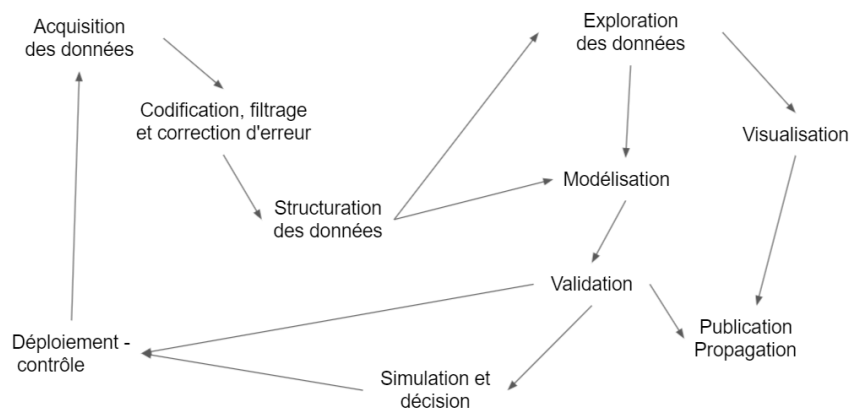 Acquisition
des données
Codification, filtrage
et correction d'erreur
Structuration
des données
Exploration
des données
Visualisation
Modélisation
Validation
Publication
Propagation
Simulation et
décision
Déploiement -
contrôle